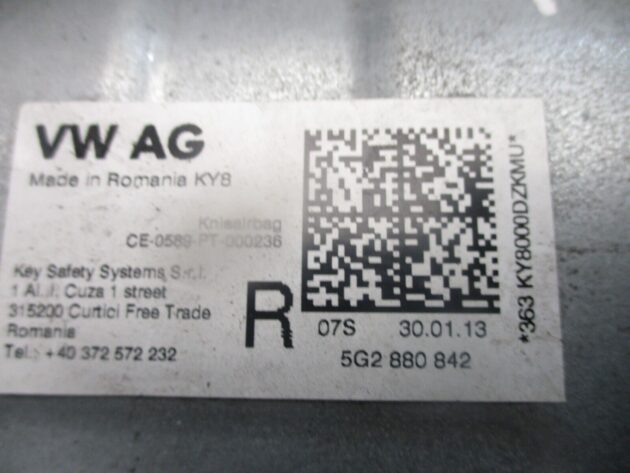 VW AG
Made in Romania KY8
Knieairbag
CE-0589-PT-000236
Key Safety Systems S.r.l.
1 Al. I. Cuza 1 street
315200 Curtici Free Trade
Romania
Tel.: +40 372 572 232
R
07S 30.01.13
5G2 880 842
*363 KY8000DZKMU*